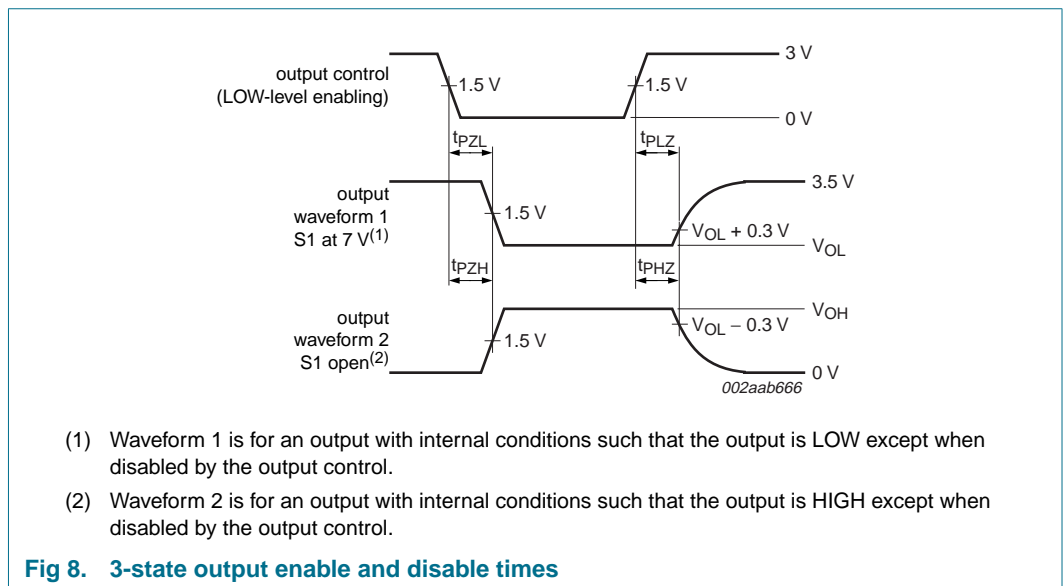 output control
(LOW-level enabling)
1.5 V
1.5 V
3 V
0 V
tPZL
tPLZ
output
waveform 1
S1 at 7 V(1)
1.5 V
3.5 V
VOL + 0.3 V
VOL
tPZH
tPHZ
output
waveform 2
S1 open(2)
1.5 V
VOH
VOL − 0.3 V
0 V
002aab666
(1) Waveform 1 is for an output with internal conditions such that the output is LOW except when
disabled by the output control.
(2) Waveform 2 is for an output with internal conditions such that the output is HIGH except when
disabled by the output control.
Fig 8. 3-state output enable and disable times